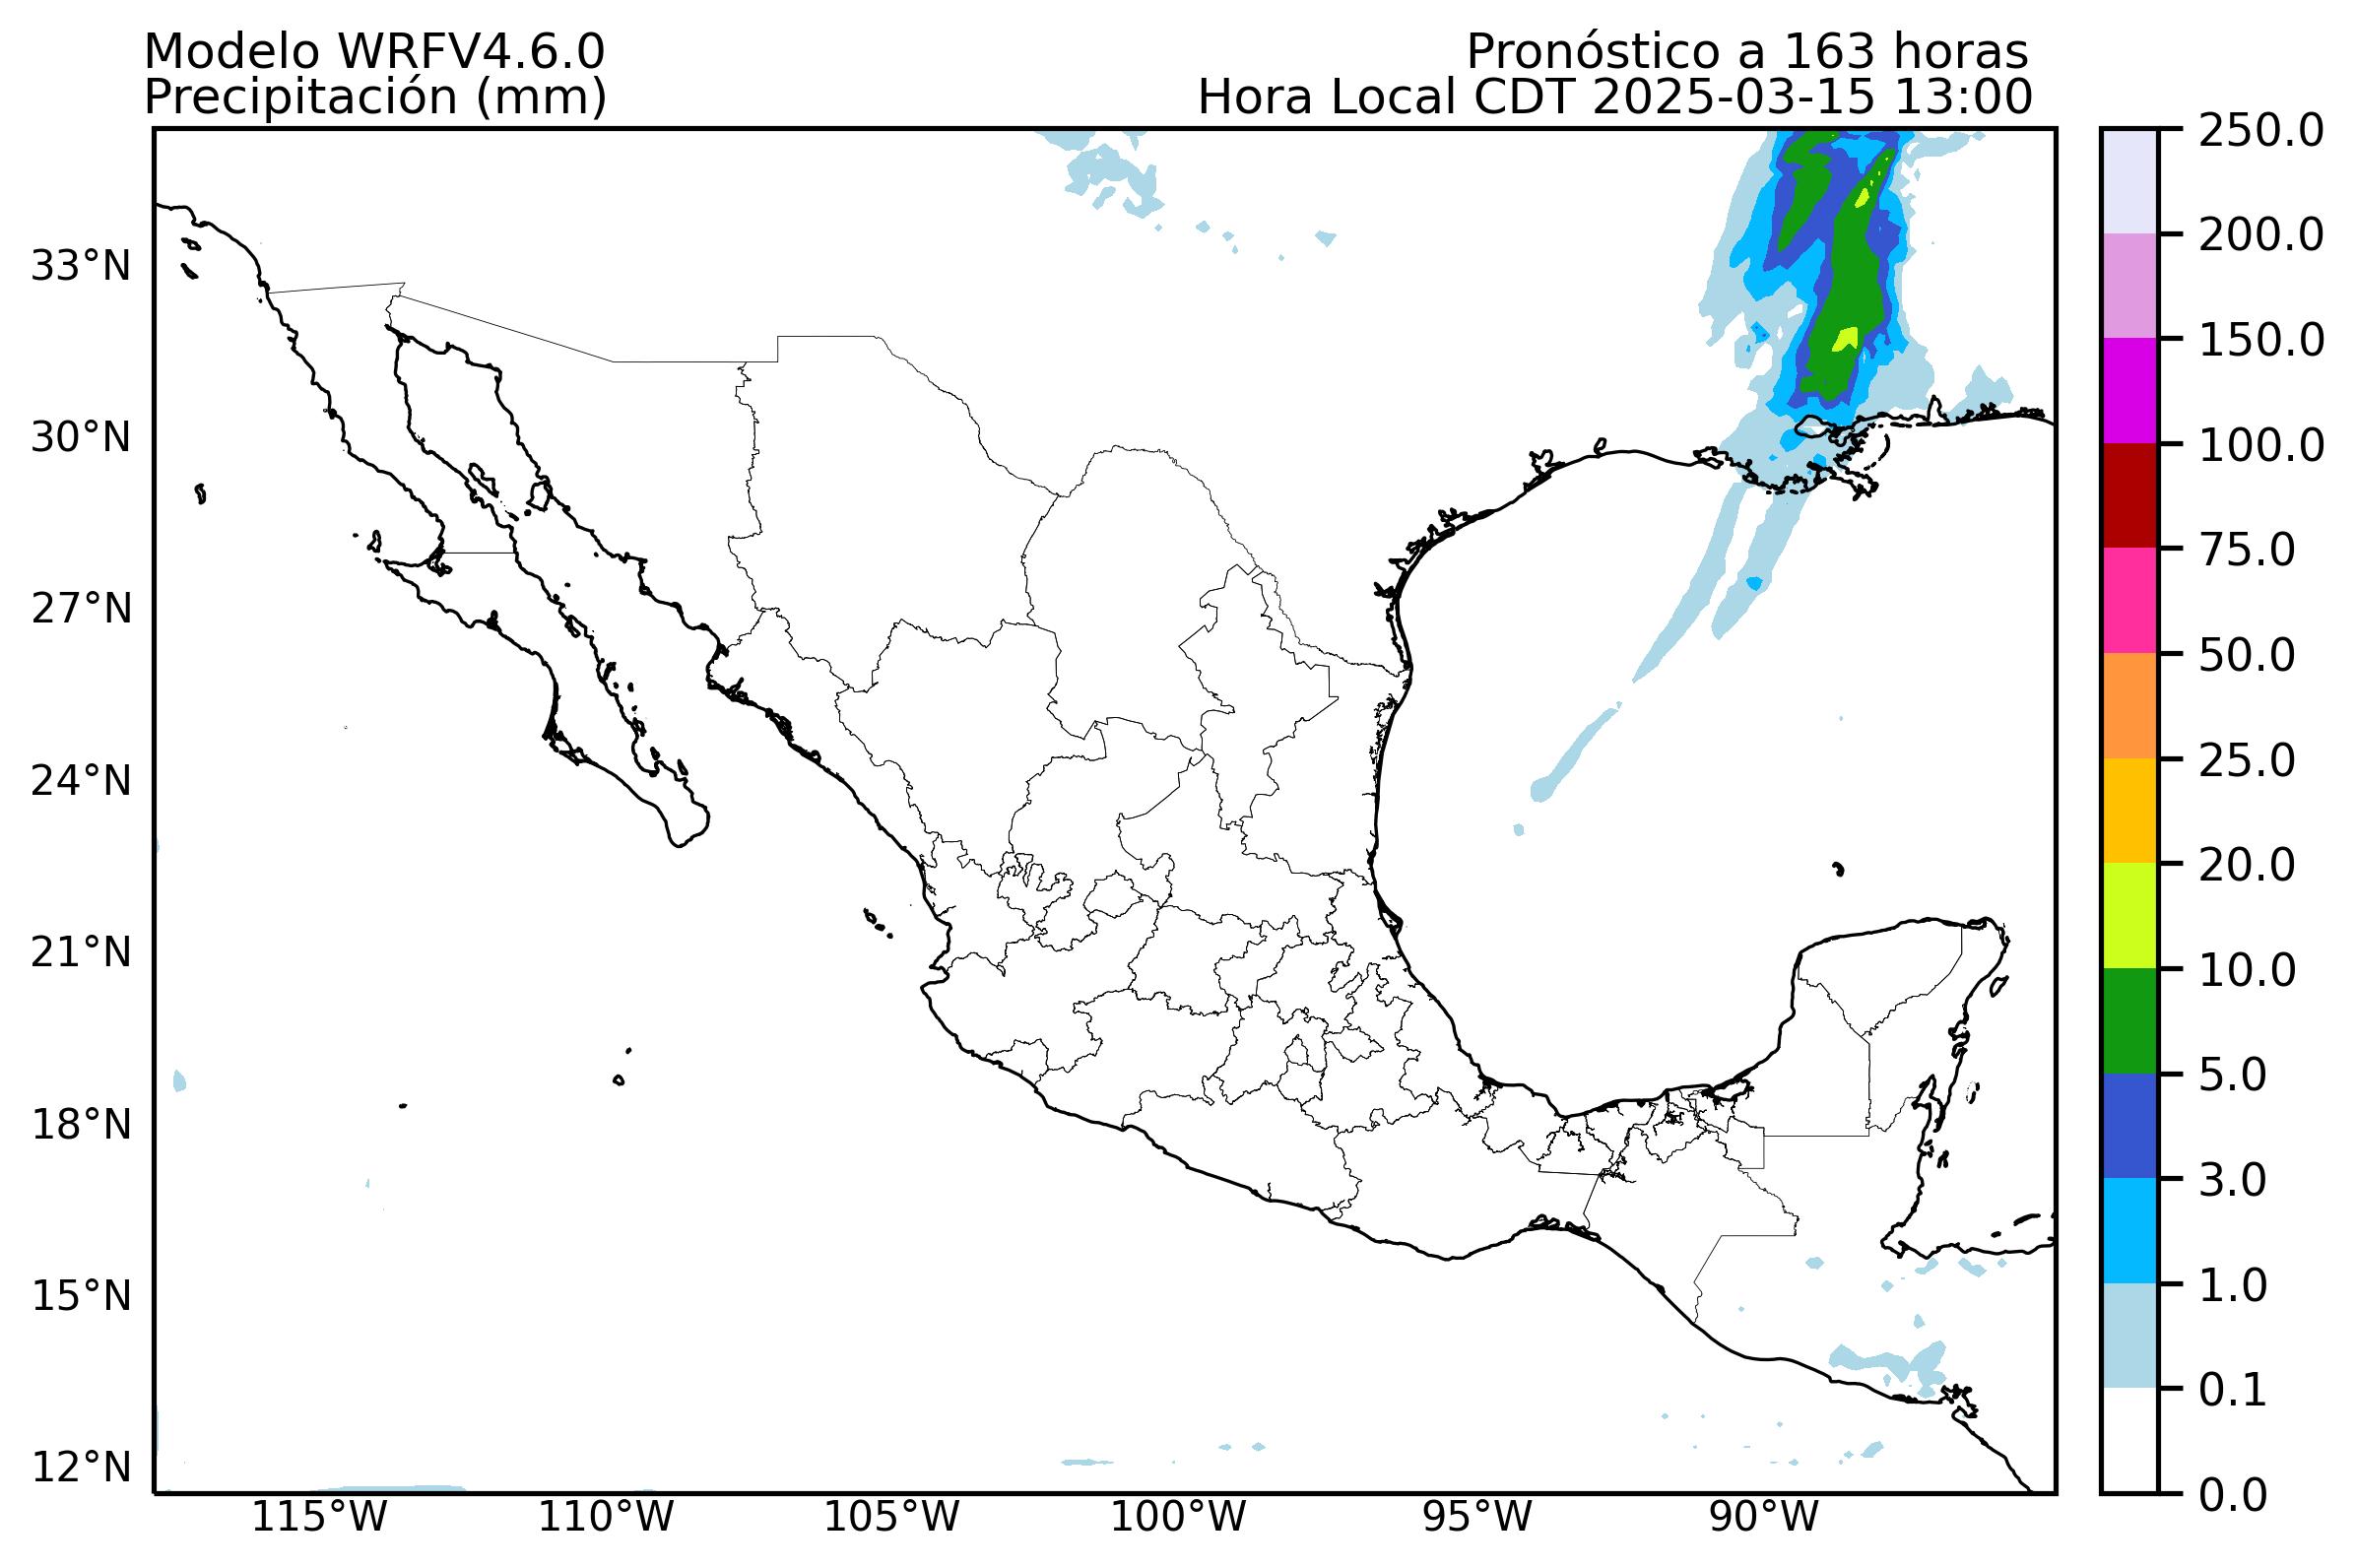 Modelo WRFV4.6.0
Precipitación (mm)
Pronóstico a 163 horas
Hora Local CDT 2025-03-15 13:00
33°N
30°N
27°N
24°N
21°N
18°N
15°N
12°N
115°W
110°W
105°W
100°W
95°W
90°W
250.0
200.0
150.0
100.0
75.0
50.0
25.0
20.0
10.0
5.0
3.0
1.0
0.1
0.0